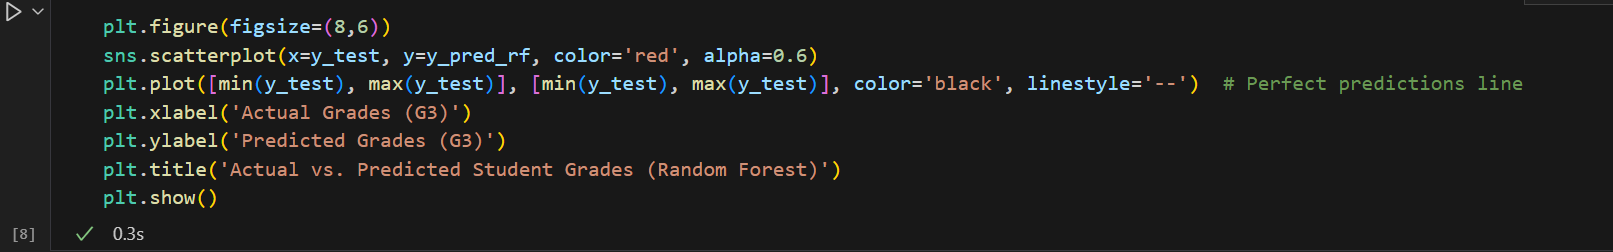 plt.figure(figsize=(8,6))
sns.scatterplot(x=y_test, y=y_pred_rf, color='red', alpha=0.6)
plt.plot([min(y_test), max(y_test)], [min(y_test), max(y_test)], color='black', linestyle='--')  # Perfect predictions line
plt.xlabel('Actual Grades (G3)')
plt.ylabel('Predicted Grades (G3)')
plt.title('Actual vs. Predicted Student Grades (Random Forest)')
plt.show()
[8] 0.3s